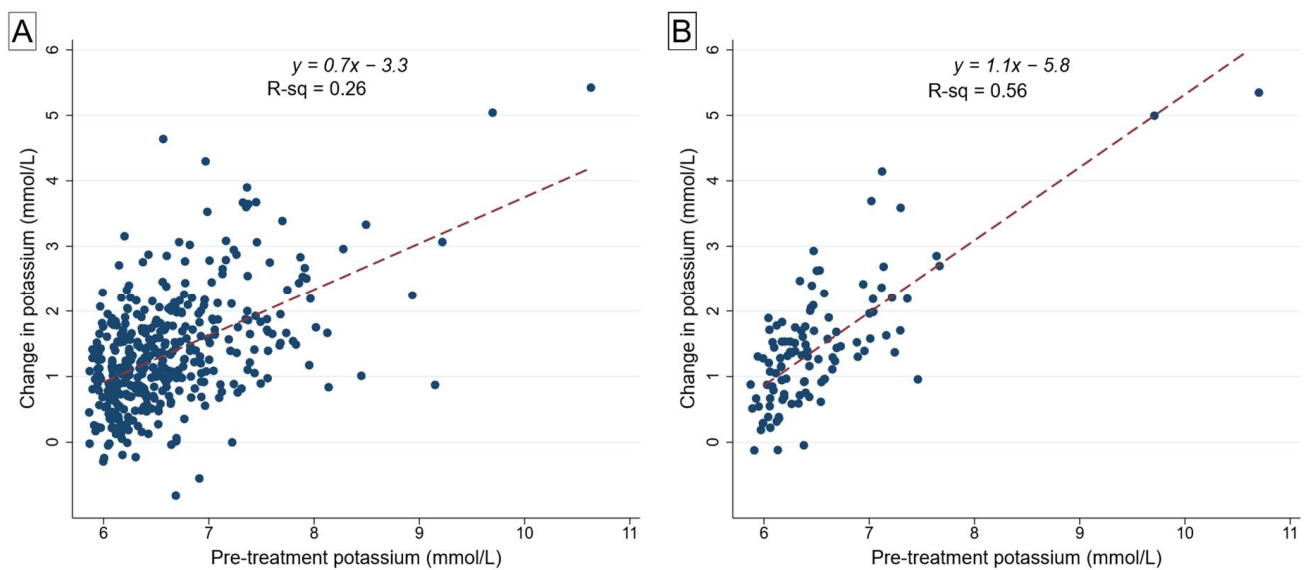 A
y = 0.7x − 3.3
R-sq = 0.26
Change in potassium (mmol/L)
6
5
4
3
2
1
0
6 7 8 9 10 11
Pre-treatment potassium (mmol/L)
B
y = 1.1x − 5.8
R-sq = 0.56
Change in potassium (mmol/L)
6
5
4
3
2
1
0
6 7 8 9 10 11
Pre-treatment potassium (mmol/L)